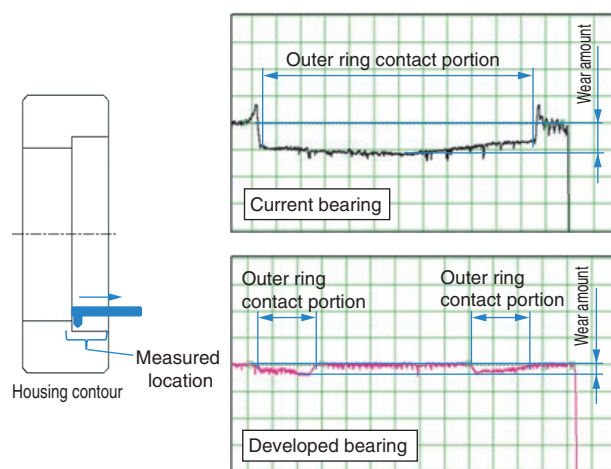 Outer ring contact portion
Wear amount
Current bearing
Outer ring
contact portion
Outer ring
contact portion
Wear amount
Developed bearing
Measured
location
Housing contour